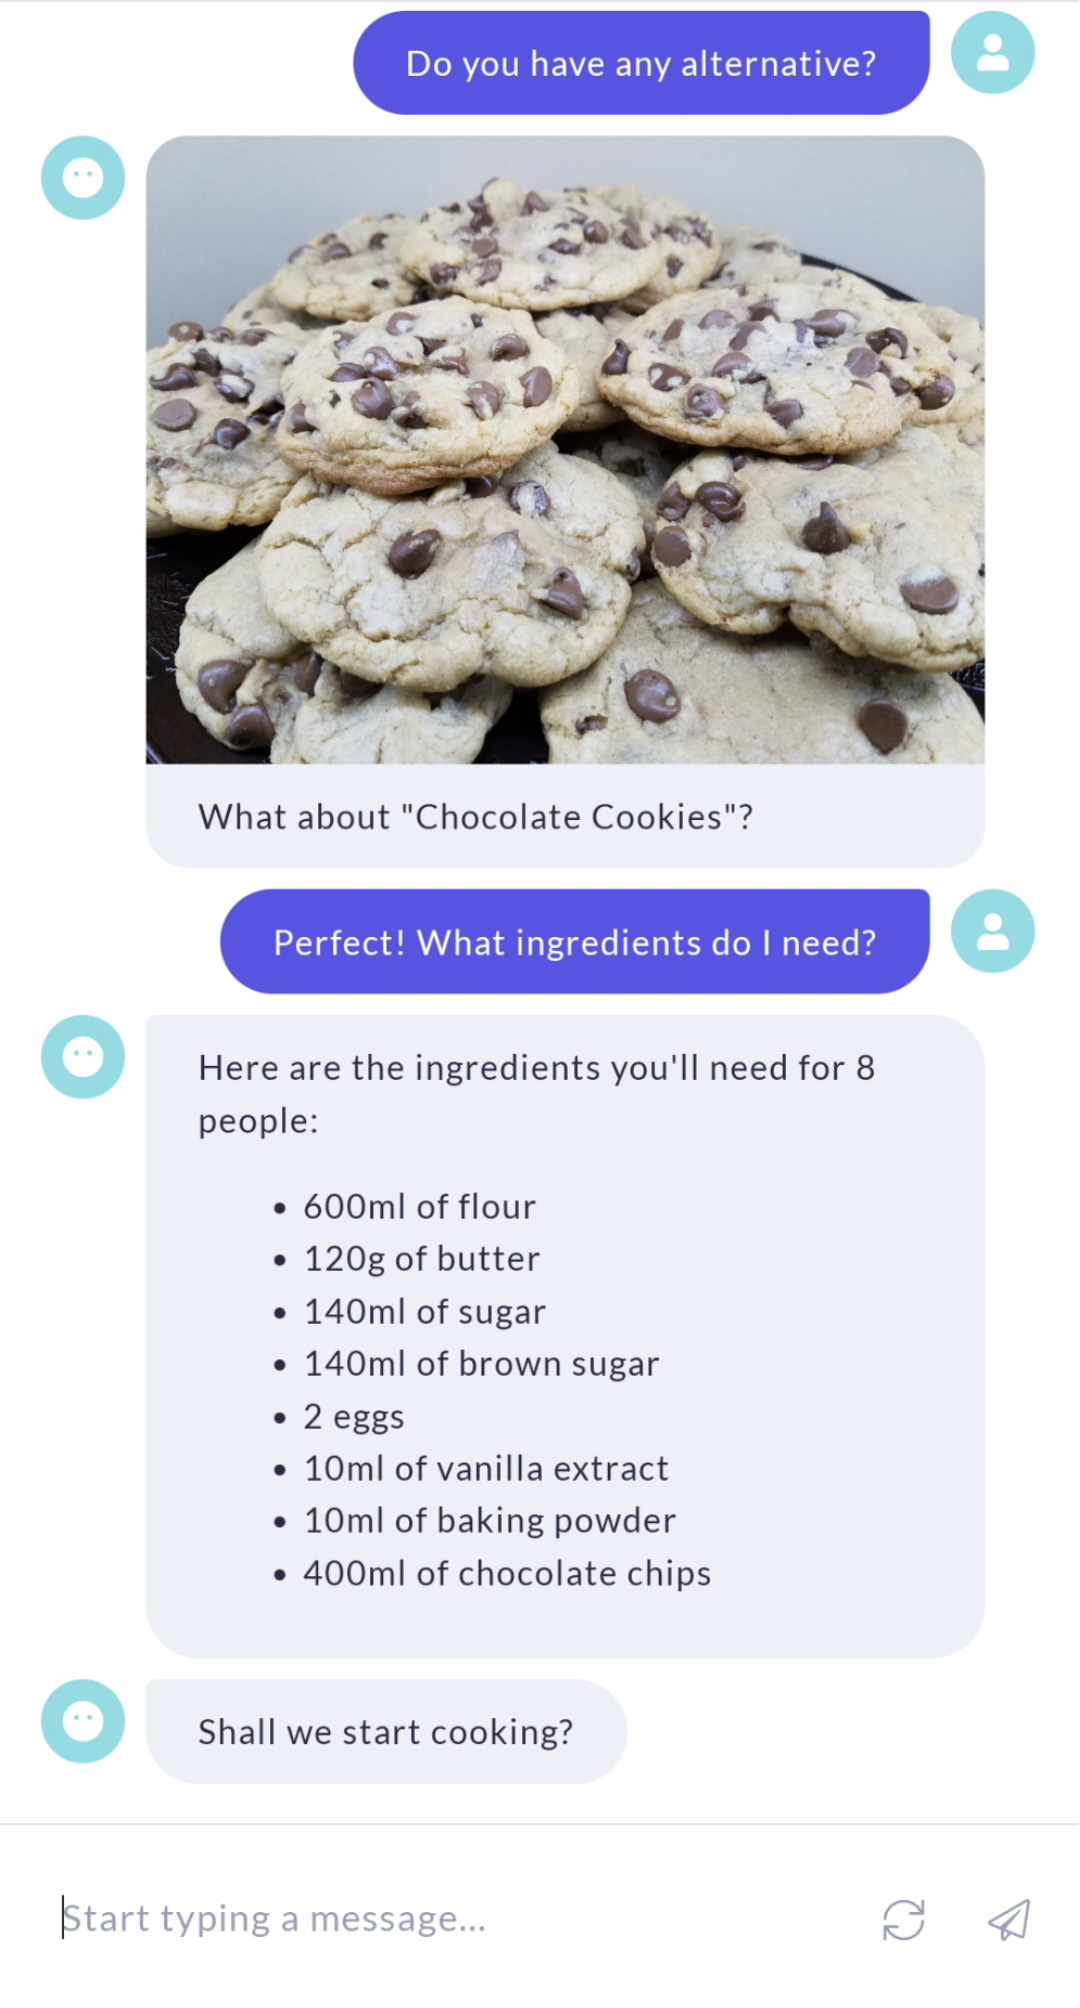 Do you have any alternative?
What about "Chocolate Cookies"?
Perfect! What ingredients do I need?
Here are the ingredients you'll need for 8
people:
• 600ml of flour
• 120g of butter
• 140ml of sugar
• 140ml of brown sugar
• 2 eggs
• 10ml of vanilla extract
• 10ml of baking powder
• 400ml of chocolate chips
Shall we start cooking?
Start typing a message...